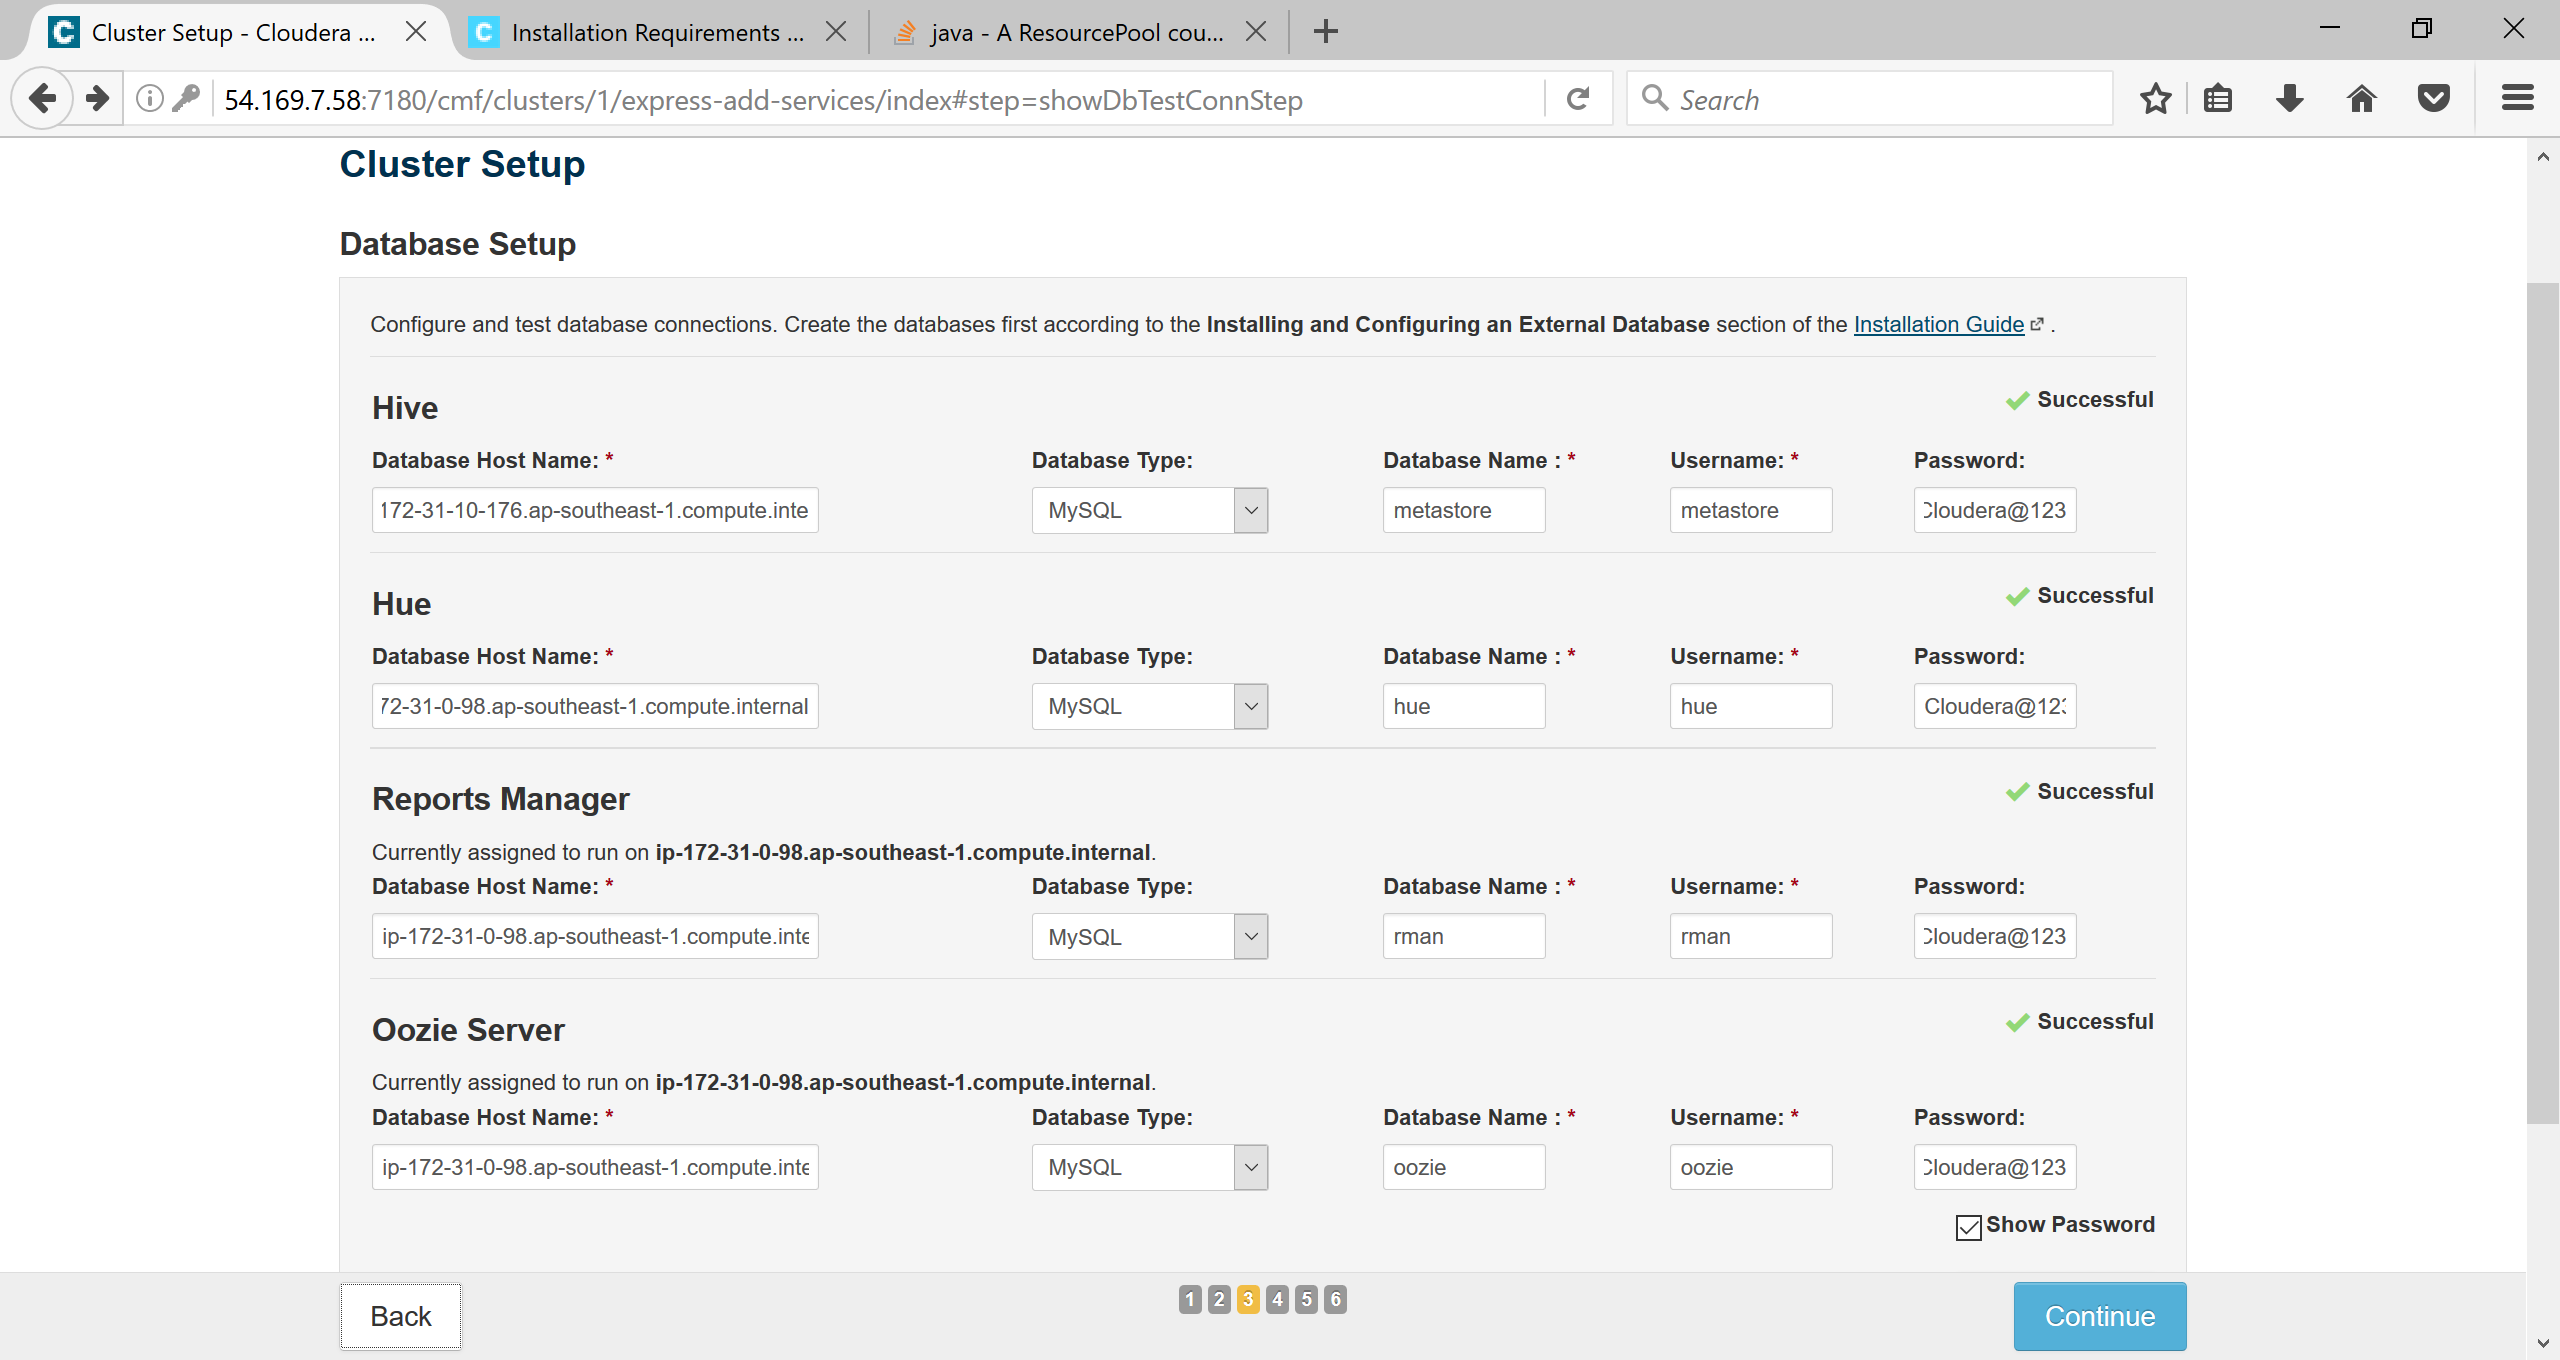 Cluster Setup - Cloudera ...
Installation Requirements ...
java - A ResourcePool cou...
54.169.7.58:7180/cmf/clusters/1/express-add-services/index#step=showDbTestConnStep
Search
Cluster Setup
Database Setup
Configure and test database connections. Create the databases first according to the Installing and Configuring an External Database section of the Installation Guide .
Hive
Successful
Database Host Name: * Database Type: Database Name : * Username: * Password:
172-31-10-176.ap-southeast-1.compute.inte MySQL metastore metastore Cloudera@123
Hue
Successful
Database Host Name: * Database Type: Database Name : * Username: * Password:
72-31-0-98.ap-southeast-1.compute.internal MySQL hue hue Cloudera@123
Reports Manager
Successful
Currently assigned to run on ip-172-31-0-98.ap-southeast-1.compute.internal.
Database Host Name: * Database Type: Database Name : * Username: * Password:
ip-172-31-0-98.ap-southeast-1.compute.inte MySQL rman rman Cloudera@123
Oozie Server
Successful
Currently assigned to run on ip-172-31-0-98.ap-southeast-1.compute.internal.
Database Host Name: * Database Type: Database Name : * Username: * Password:
ip-172-31-0-98.ap-southeast-1.compute.inte MySQL oozie oozie Cloudera@123
Show Password
Back
1 2 3 4 5 6
Continue